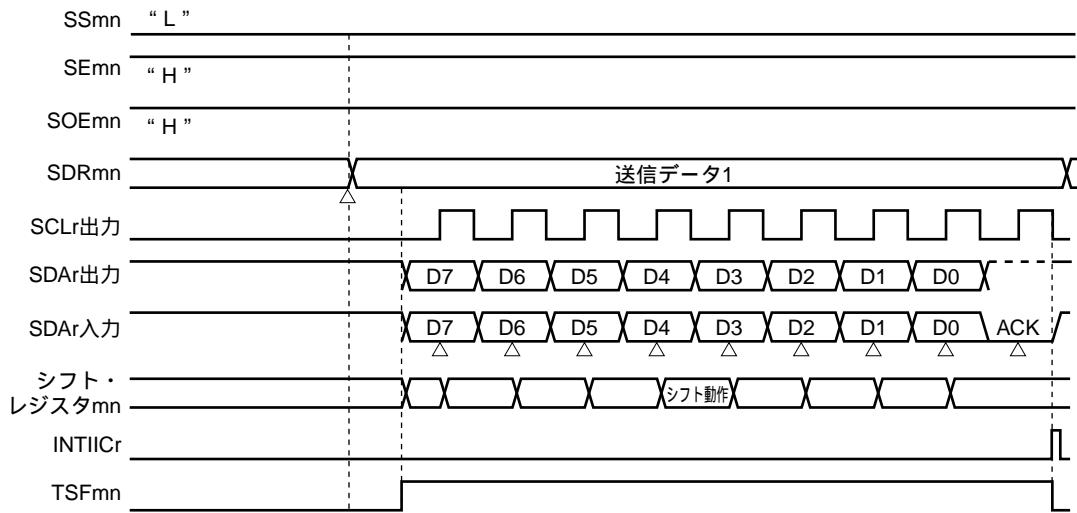 SSmn “ L ”
SEmn “ H ”
SOEmn “ H ”
SDRmn 送信データ1
SCLr出力
SDAr出力 D7 D6 D5 D4 D3 D2 D1 D0
SDAr入力 D7 D6 D5 D4 D3 D2 D1 D0 ACK
シフト・
レジスタmn シフト動作
INTIICr
TSFmn